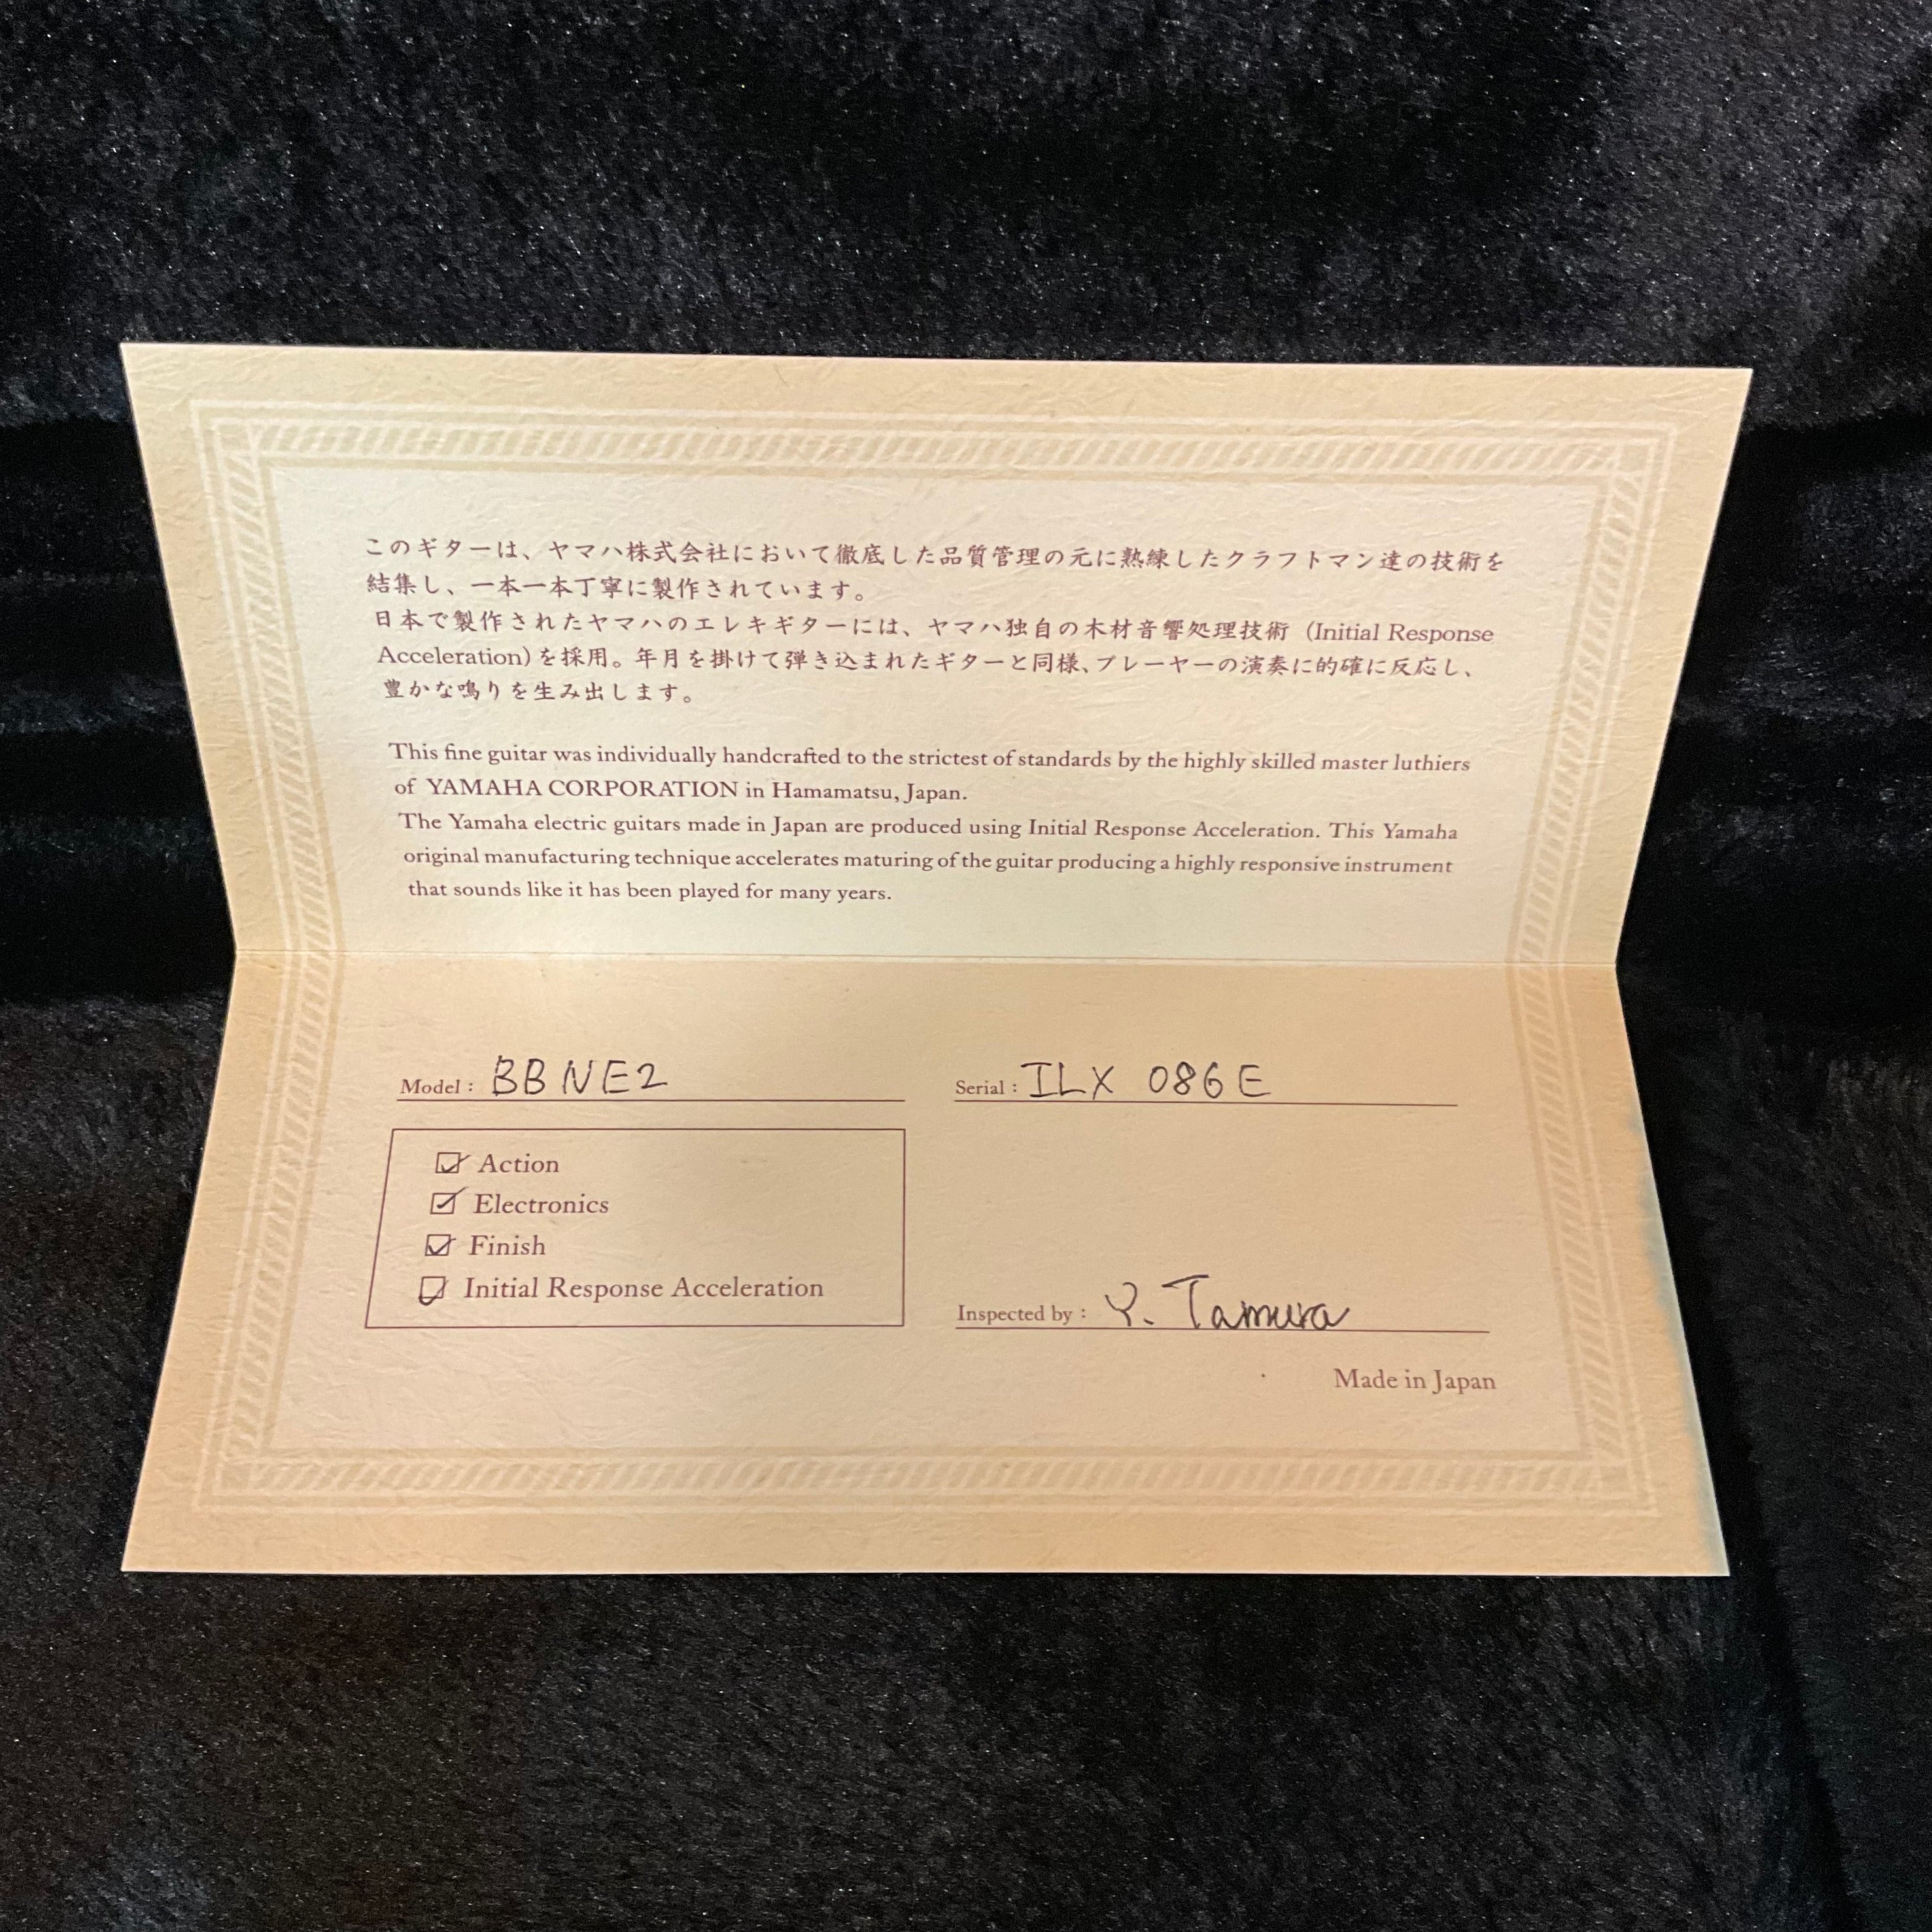 このギターは、ヤマハ株式会社において徹底した品質管理の元に熟練したクラフトマン達の技術を
結集し、一本一本丁寧に製作されています。
日本で製作されたヤマハのエレキギターには、ヤマハ独自の木材音響処理技術 (Initial Response
Acceleration)を採用。年月を掛けて弾き込まれたギターと同様、プレーヤーの演奏に的確に反応し、
豊かな鳴りを生み出します。
This fine guitar was individually handcrafted to the strictest of standards by the highly skilled master luthiers
of YAMAHA CORPORATION in Hamamatsu, Japan.
The Yamaha electric guitars made in Japan are produced using Initial Response Acceleration. This Yamaha
original manufacturing technique accelerates maturing of the guitar producing a highly responsive instrument
that sounds like it has been played for many years.
Model : BBNE2
Serial : ILX 086E
Action
Electronics
Finish
Initial Response Acceleration
Inspected by : Y. Tamura
Made in Japan